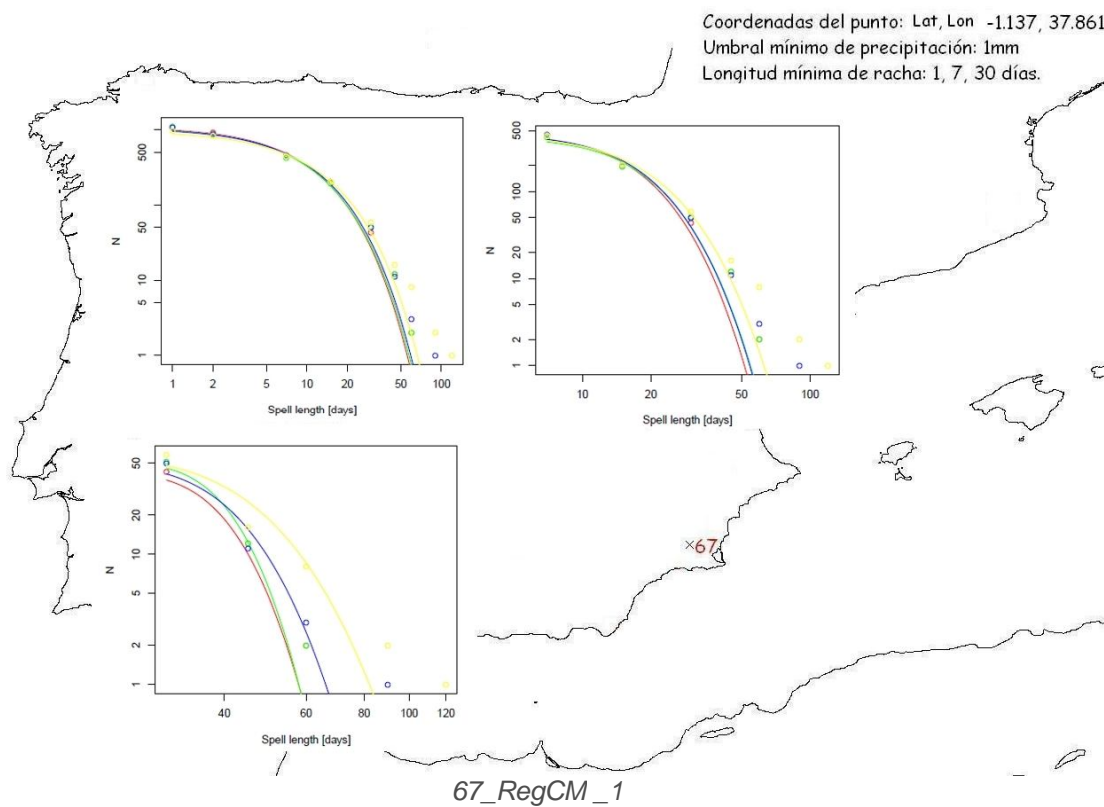 Coordenadas del punto: Lat, Lon -1.137, 37.861
Umbral mínimo de precipitación: 1mm
Longitud mínima de racha: 1, 7, 30 días.
500
50
10
5
1
N
1 2 5 10 20 50 100
Spell length [days]
500
100
50
20
10
5
2
1
N
10 20 50 100
Spell length [days]
50
20
10
5
2
1
N
40 60 80 100 120
Spell length [days]
67
67_RegCM _1